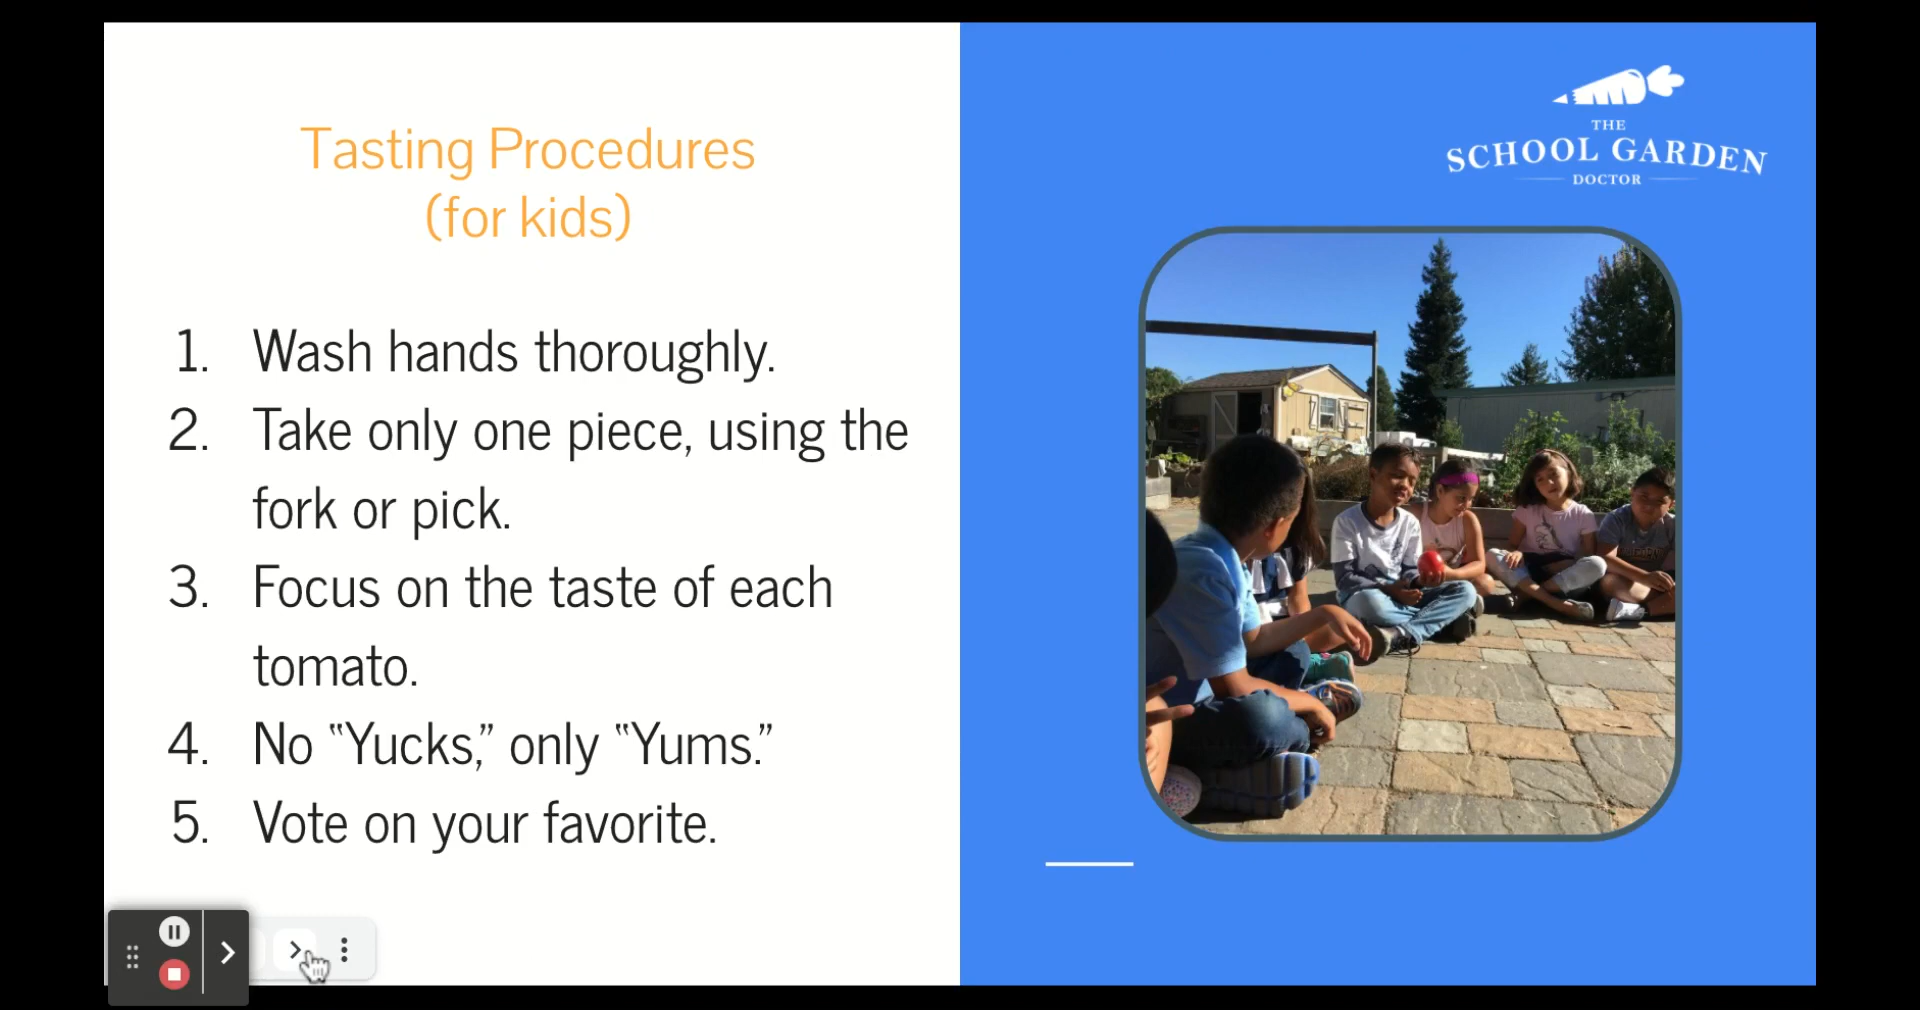 Tasting Procedures
(for kids)
1. Wash hands thoroughly.
2. Take only one piece, using the
fork or pick.
3. Focus on the taste of each
tomato.
4. No "Yucks," only "Yums."
5. Vote on your favorite.
THE
SCHOOL GARDEN
DOCTOR